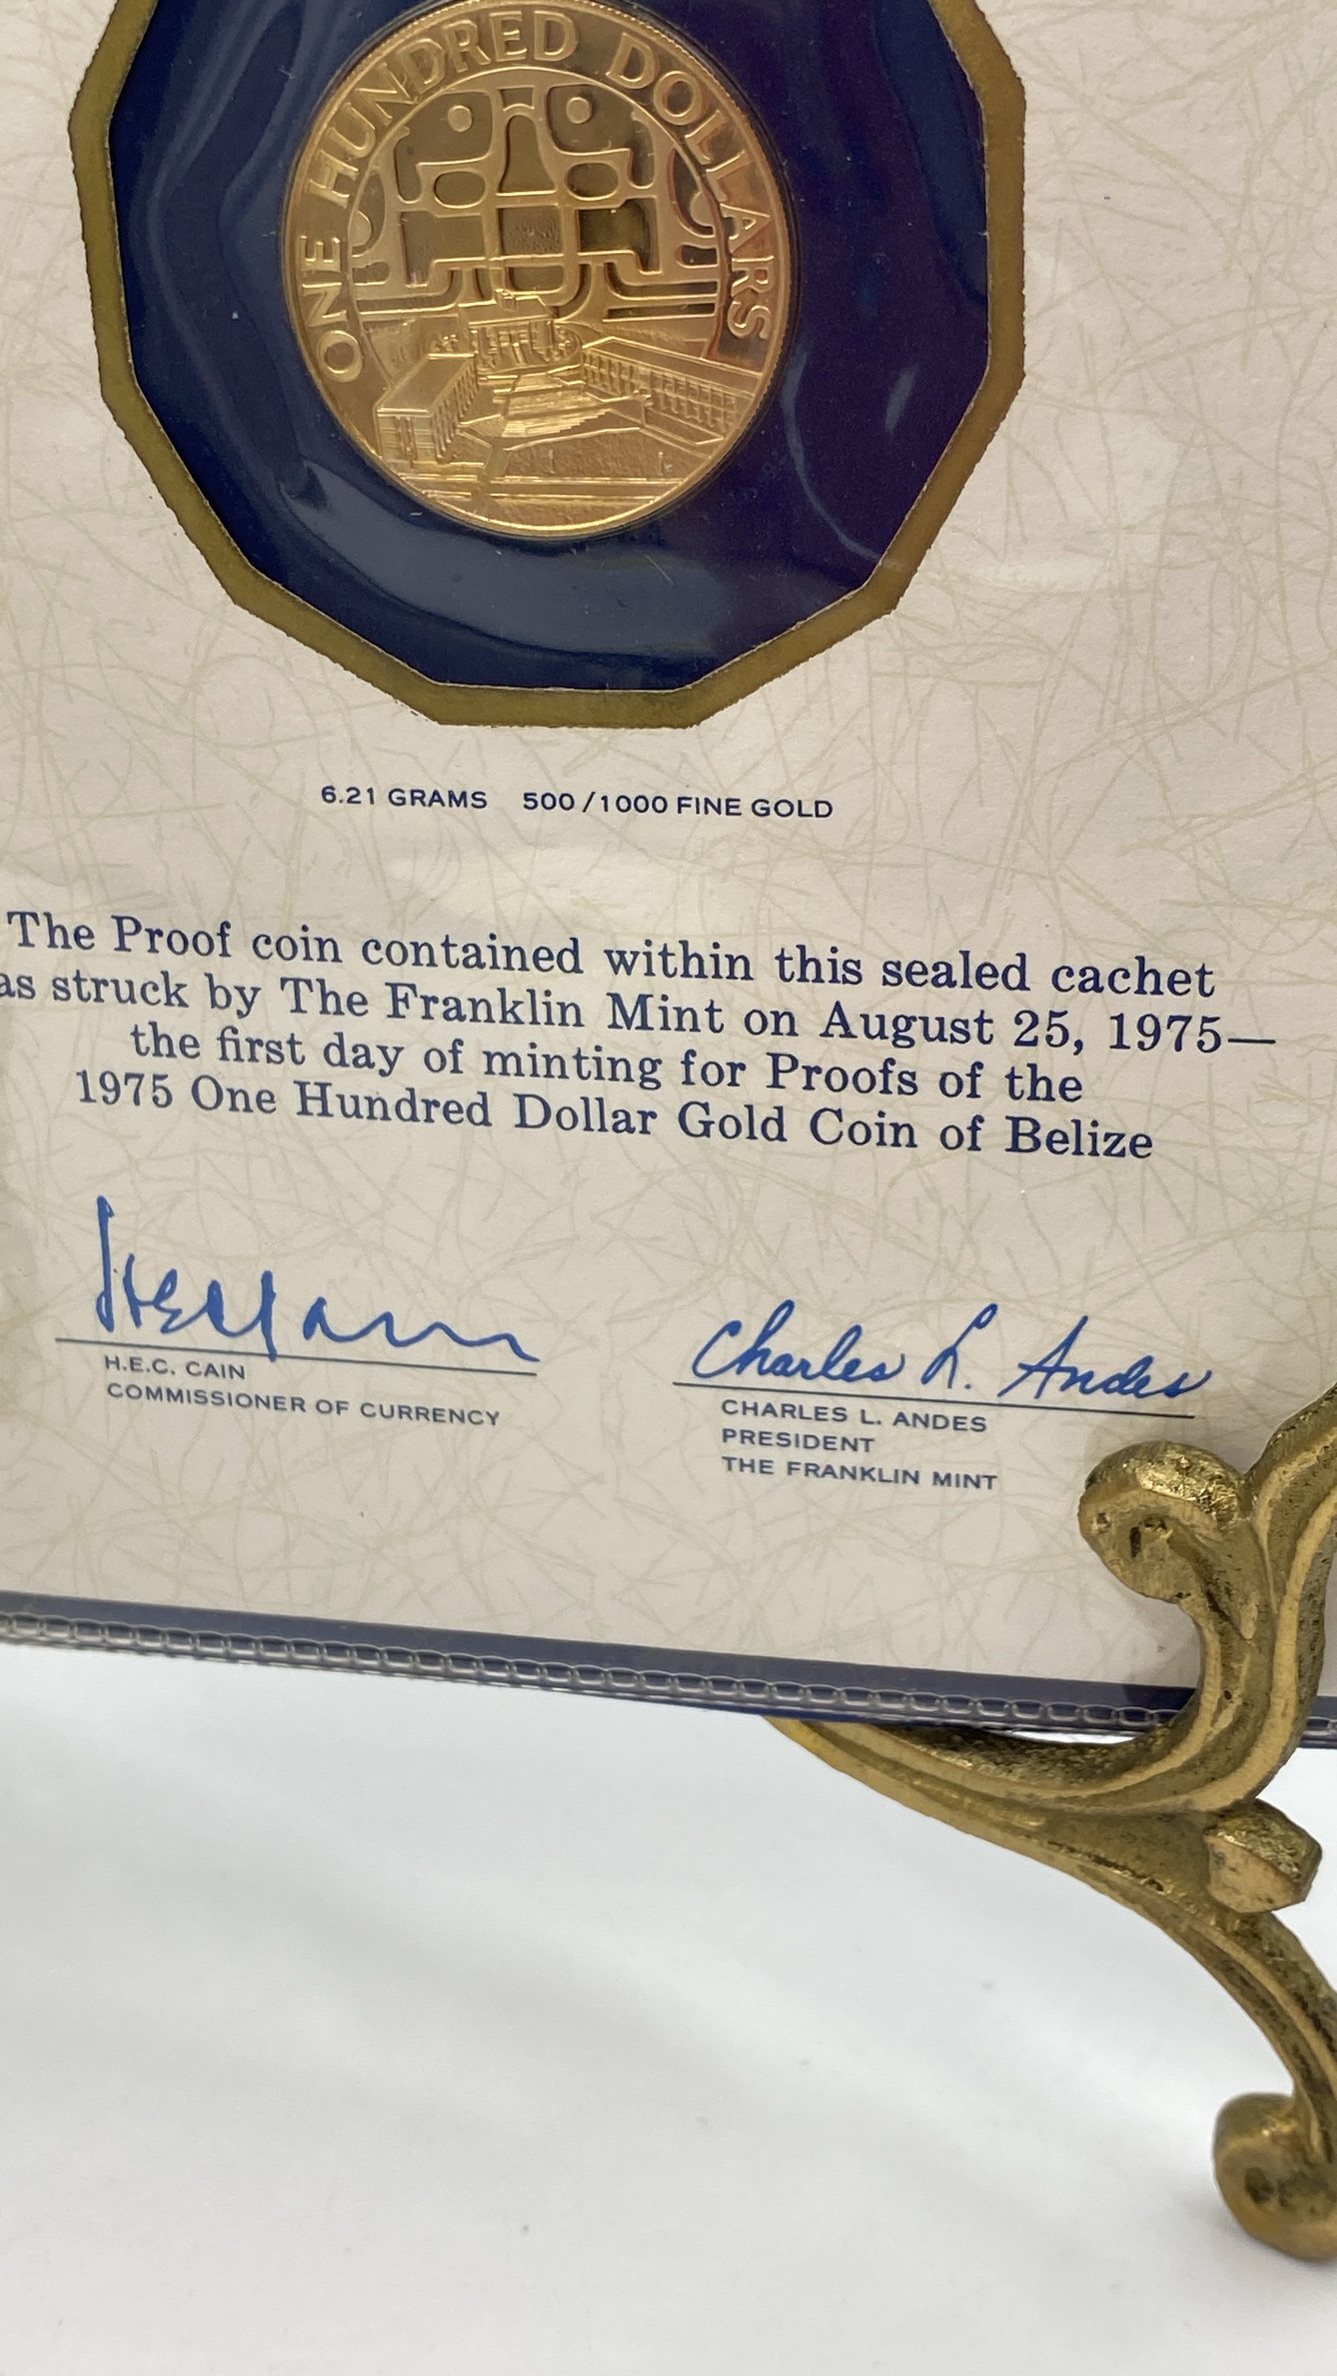 ONE HUNDRED DOLLARS
6.21 GRAMS 500/1000 FINE GOLD
The Proof coin contained within this sealed cachet
as struck by The Franklin Mint on August 25, 1975—
the first day of minting for Proofs of the
1975 One Hundred Dollar Gold Coin of Belize
H.E.C. CAIN
COMMISSIONER OF CURRENCY
Charles L. Andes
CHARLES L. ANDES
PRESIDENT
THE FRANKLIN MINT